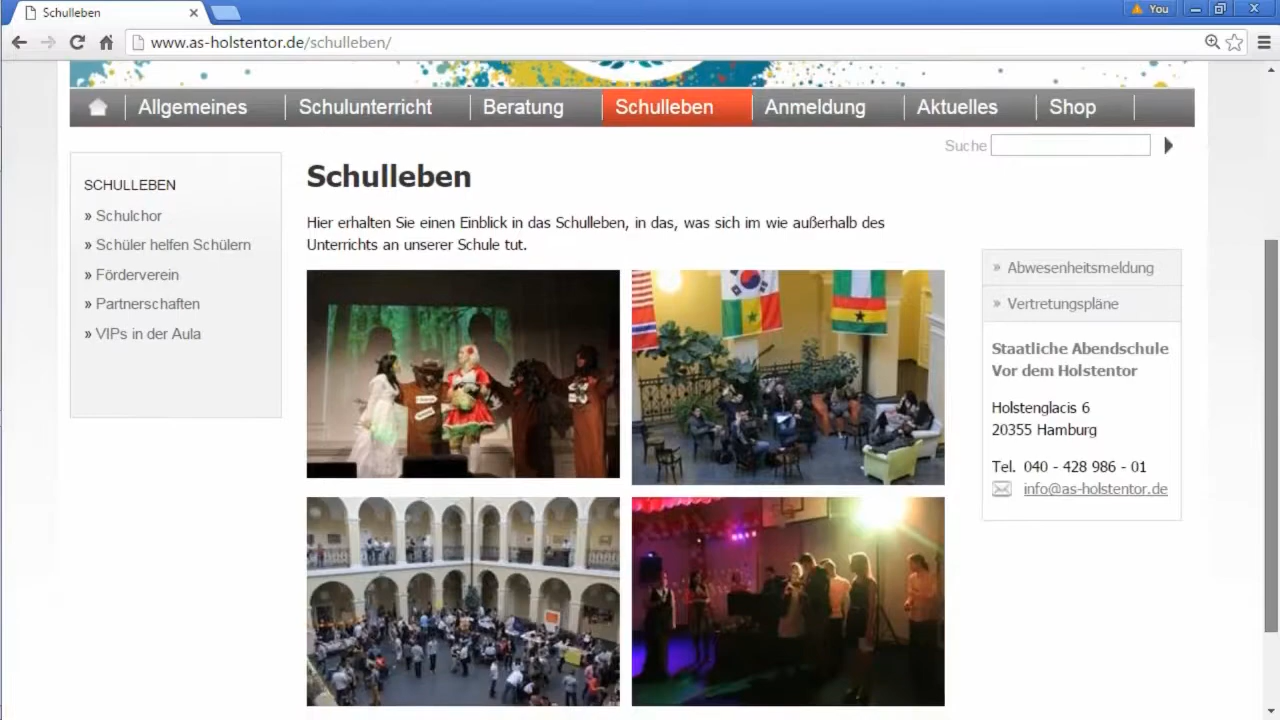 Schulleben
You
www.as-holstentor.de/schulleben/
Allgemeines
Schulunterricht
Beratung
Schulleben
Anmeldung
Aktuelles
Shop
Suche
SCHULLEBEN
» Schulchor
» Schüler helfen Schülern
» Förderverein
» Partnerschaften
» VIPs in der Aula
Schulleben
Hier erhalten Sie einen Einblick in das Schulleben, in das, was sich im wie außerhalb des
Unterrichts an unserer Schule tut.
» Abwesenheitsmeldung
» Vertretungspläne
Staatliche Abendschule
Vor dem Holstentor
Holstenglacis 6
20355 Hamburg
Tel. 040 - 428 986 - 01
info@as-holstentor.de